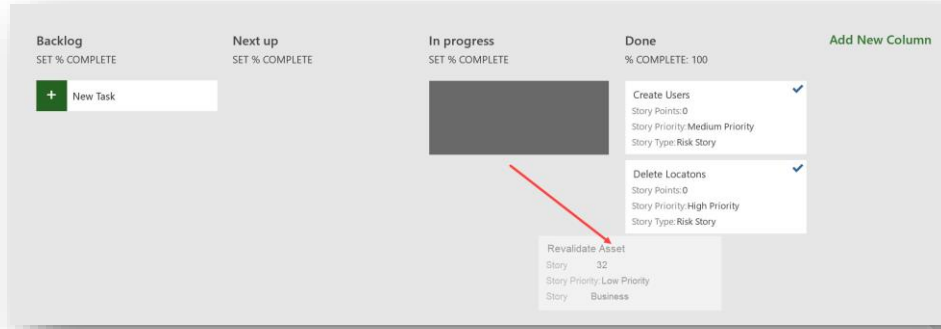 Backlog
SET % COMPLETE
+ New Task
Next up
SET % COMPLETE
In progress
SET % COMPLETE
Done
% COMPLETE: 100
Create Users
Story Points:0
Story Priority:Medium Priority
Story Type:Risk Story
Delete Locatons
Story Points:0
Story Priority:High Priority
Story Type:Risk Story
Revalidate Asset
Story 32
Story Priority:Low Priority
Story Business
Add New Column